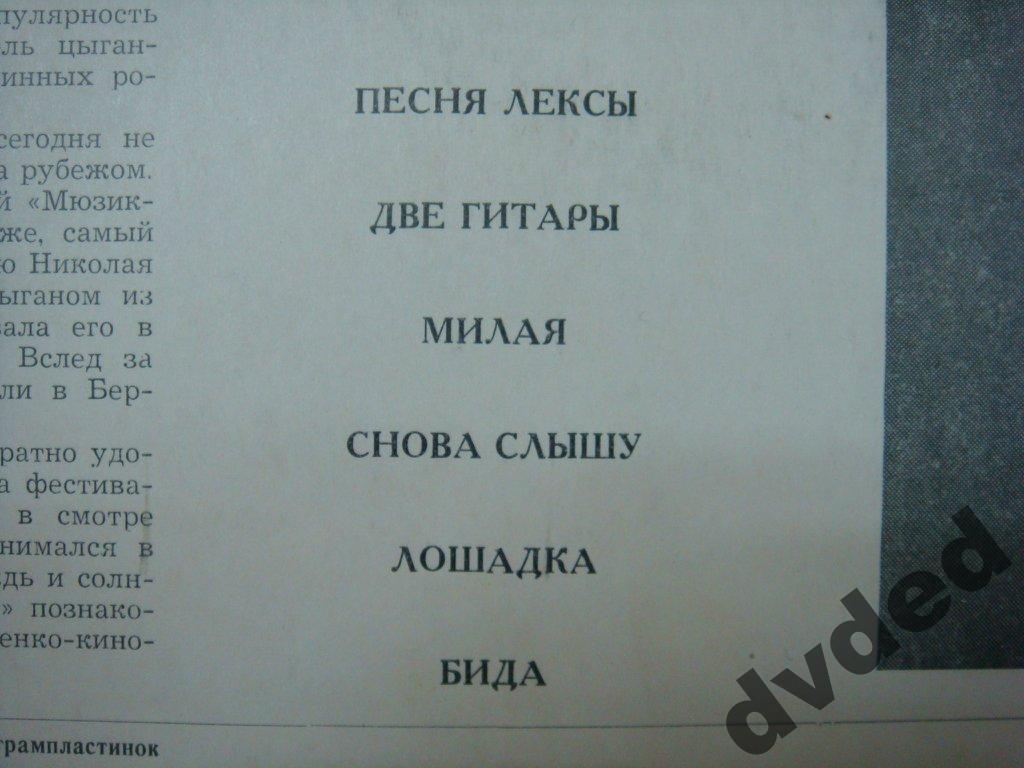 пулярность
ль цыган-
инных ро-
сегодня не
а рубежом.
й «Мюзик-
же, самый
ю Николая
ыганом из
вала его в
Вслед за
ли в Бер-
ратно удо-
а фестива-
в смотре
нимался в
ждь и солн-
» познако-
енко-кино-
ПЕСНЯ ЛЕКСЫ
ДВЕ ГИТАРЫ
МИЛАЯ
СНОВА СЛЫШУ
ЛОШАДКА
БИДА
грампластинок
dvded